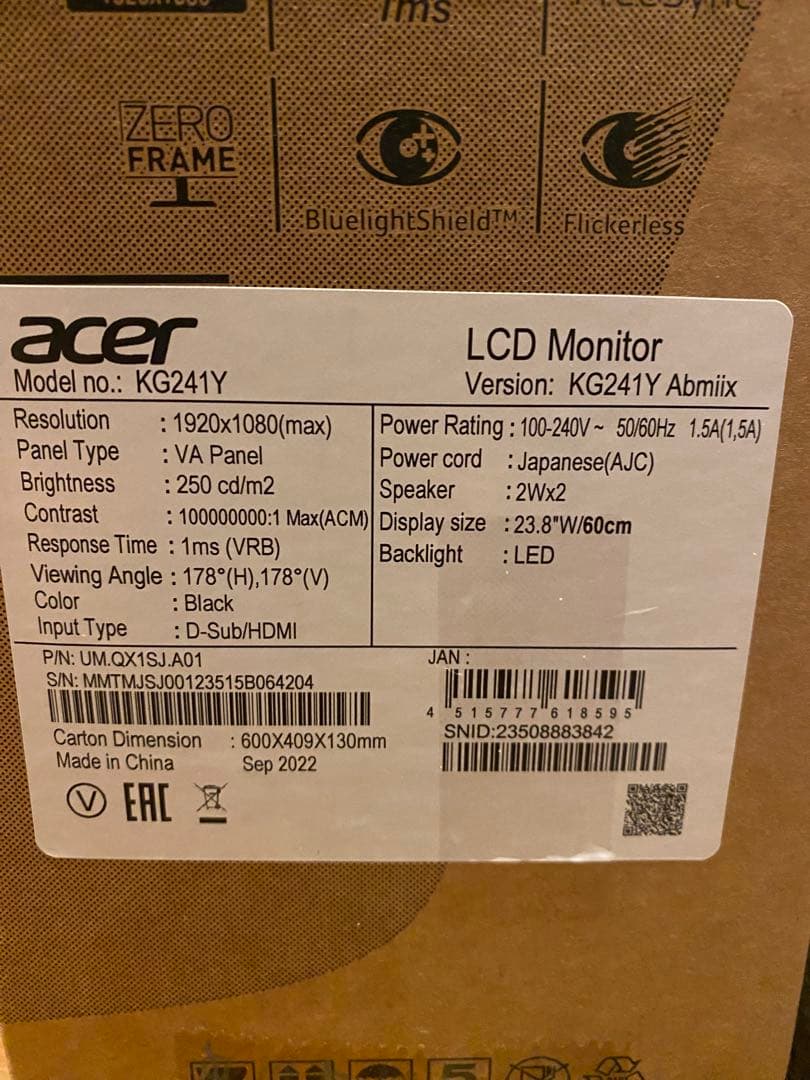 1ms
ZERO
FRAME
BluelightShield™
Flickerless
acer
LCD Monitor
Model no.: KG241Y
Version: KG241Y Abmiix
Resolution : 1920x1080(max)
Panel Type : VA Panel
Brightness : 250 cd/m2
Contrast : 100000000:1 Max(ACM)
Response Time : 1ms (VRB)
Viewing Angle : 178°(H),178°(V)
Color : Black
Input Type : D-Sub/HDMI
Power Rating : 100-240V~ 50/60Hz 1.5A(1,5A)
Power cord : Japanese(AJC)
Speaker : 2Wx2
Display size : 23.8"W/60cm
Backlight : LED
P/N: UM.QX1SJ.A01
S/N: MMTMJSJ00123515B064204
Carton Dimension : 600X409X130mm
Made in China Sep 2022
V EAC
JAN :
4 515777 618595
SNID:23508883842
5